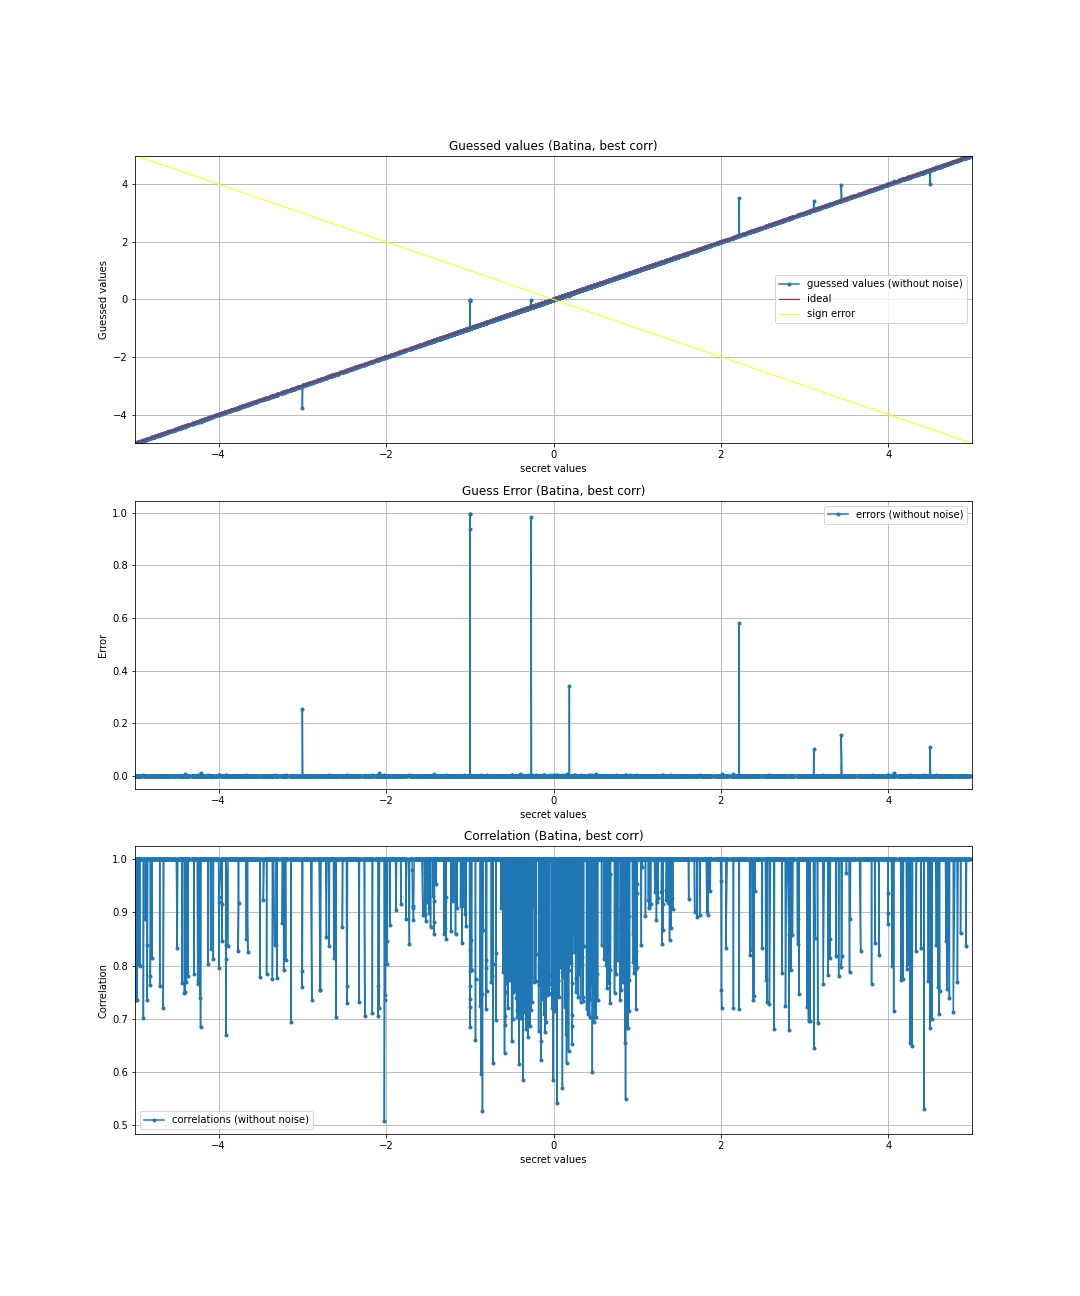 Guessed values (Batina, best corr)
4
2
0
−2
−4
Guessed values
guessed values (without noise)
ideal
sign error
−4
−2
0
2
4
secret values
Guess Error (Batina, best corr)
1.0
0.8
0.6
0.4
0.2
0.0
Error
errors (without noise)
−4
−2
0
2
4
secret values
Correlation (Batina, best corr)
1.0
0.9
0.8
0.7
0.6
0.5
Correlation
correlations (without noise)
−4
−2
0
2
4
secret values